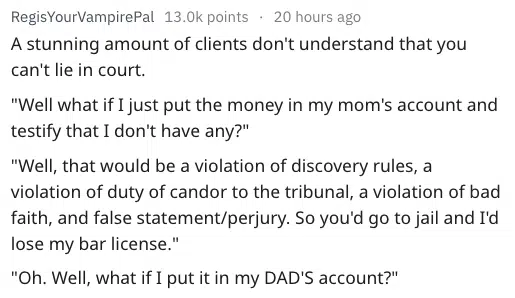 RegisYourVampirePal 13.0k points · 20 hours ago
A stunning amount of clients don't understand that you
can't lie in court.
"Well what if I just put the money in my mom's account and
testify that I don't have any?"
"Well, that would be a violation of discovery rules, a
violation of duty of candor to the tribunal, a violation of bad
faith, and false statement/perjury. So you'd go to jail and I'd
lose my bar license."
"Oh. Well, what if I put it in my DAD'S account?"